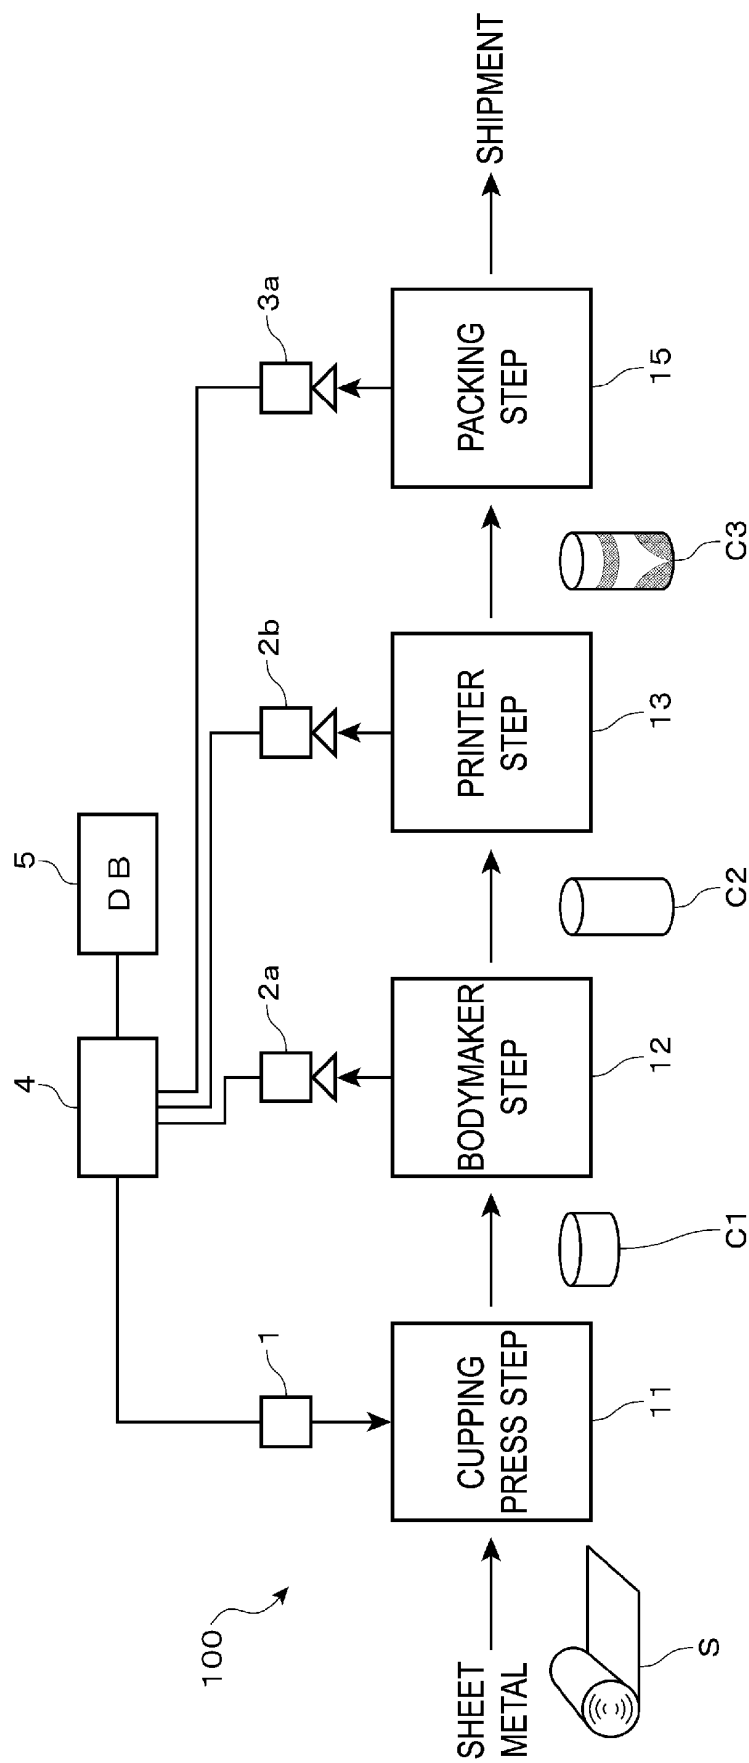 100
SHEET
METAL
S
1
CUPPING
PRESS STEP
11
C1
4
5
DB
2a
BODYMAKER
STEP
12
C2
2b
PRINTER
STEP
13
C3
3a
PACKING
STEP
15
SHIPMENT